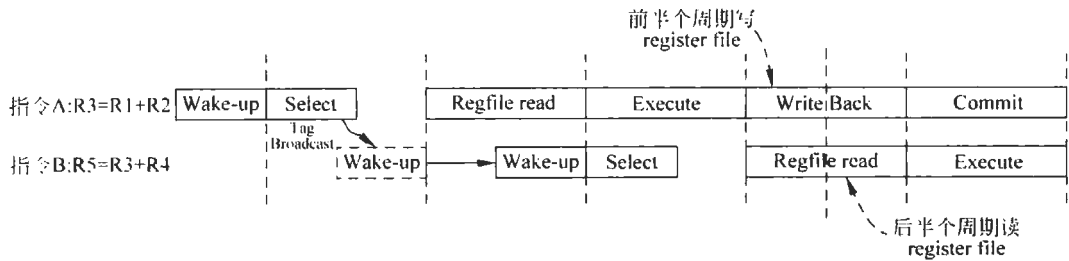 前半个周期写
register file
指令A:R3=R1+R2
Wake-up
Select
Regfile read
Execute
Write Back
Commit
Tag
Broadcast
指令B:R5=R3+R4
Wake-up
Wake-up
Select
Regfile read
Execute
后半个周期读
register file